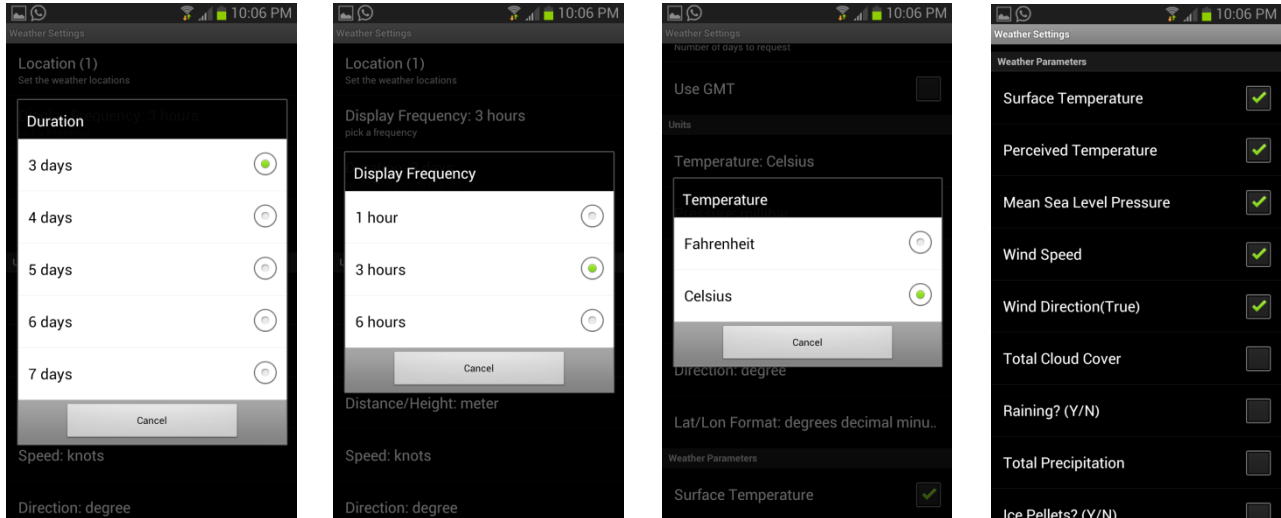 10:06 PM
Weather Settings
Location (1)
Set the weather locations
Display Frequency: 3 hours
Duration
3 days
4 days
5 days
6 days
7 days
Cancel
Speed: knots
Direction: degree
10:06 PM
Weather Settings
Location (1)
Set the weather locations
Display Frequency: 3 hours
pick a frequency
Display Frequency
1 hour
3 hours
6 hours
Cancel
Distance/Height: meter
Speed: knots
Direction: degree
10:06 PM
Weather Settings
Number of days to request
Use GMT
Units
Temperature: Celsius
Temperature
Fahrenheit
Celsius
Cancel
Direction: degree
Lat/Lon Format: degrees decimal minu..
Weather Parameters
Surface Temperature
10:06 PM
Weather Settings
Weather Parameters
Surface Temperature
Perceived Temperature
Mean Sea Level Pressure
Wind Speed
Wind Direction(True)
Total Cloud Cover
Raining? (Y/N)
Total Precipitation
Ice Pellets? (Y/N)